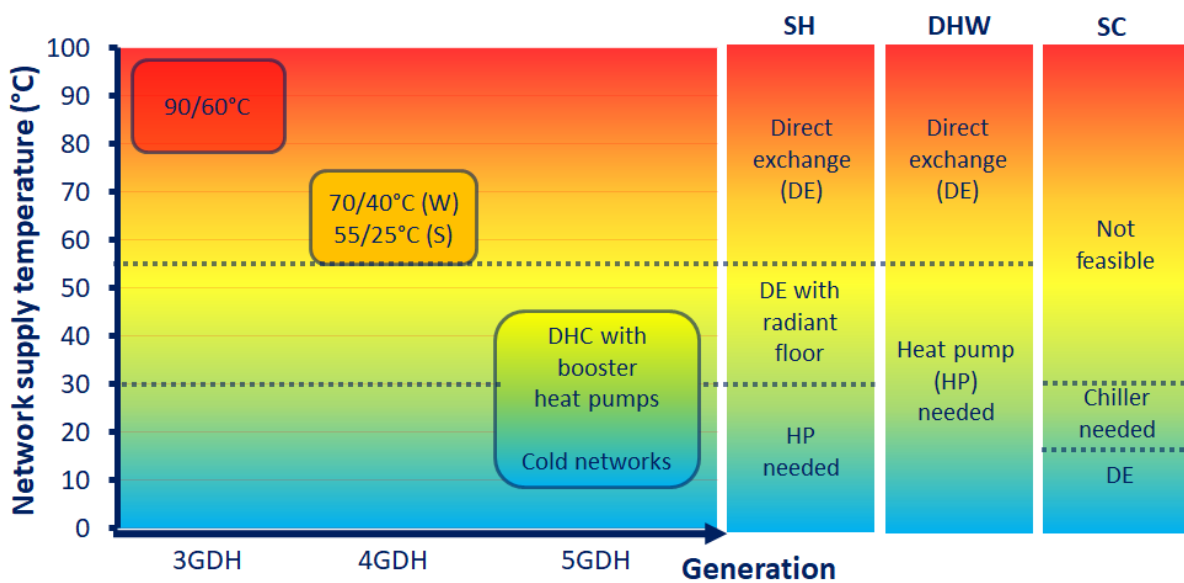 SH
DHW
SC
Network supply temperature (°C)
100
90
80
70
60
50
40
30
20
10
0
90/60°C
70/40°C (W)
55/25°C (S)
DHC with
booster
heat pumps
Cold networks
Direct
exchange
(DE)
DE with
radiant
floor
HP
needed
Direct
exchange
(DE)
Heat pump
(HP)
needed
Not
feasible
Chiller
needed
DE
3GDH
4GDH
5GDH
Generation